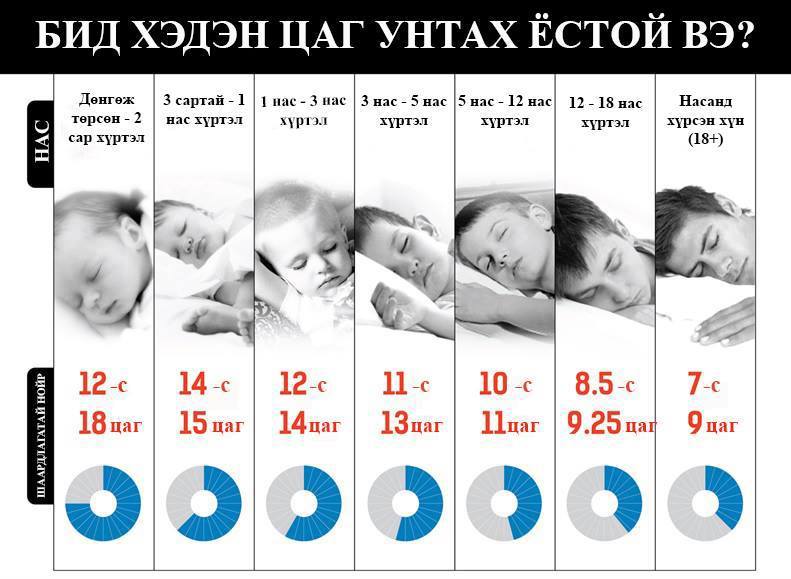 БИД ХЭДЭН ЦАГ УНТАХ ЁСТОЙ ВЭ?
НАС
Дөнгөж
төрсөн - 2
сар хүртэл
3 сартай - 1
нас хүртэл
1 нас - 3 нас
хүртэл
3 нас - 5 нас
хүртэл
5 нас - 12 нас
хүртэл
12 - 18 нас
хүртэл
Насанд
хүрсэн хүн
(18+)
ШААРДЛАГАТАЙ НОЙР
12 -с
18 цаг
14 -с
15 цаг
12 -с
14 цаг
11 -с
13 цаг
10 -с
11цаг
8.5 -с
9.25 цаг
7-с
9 цаг